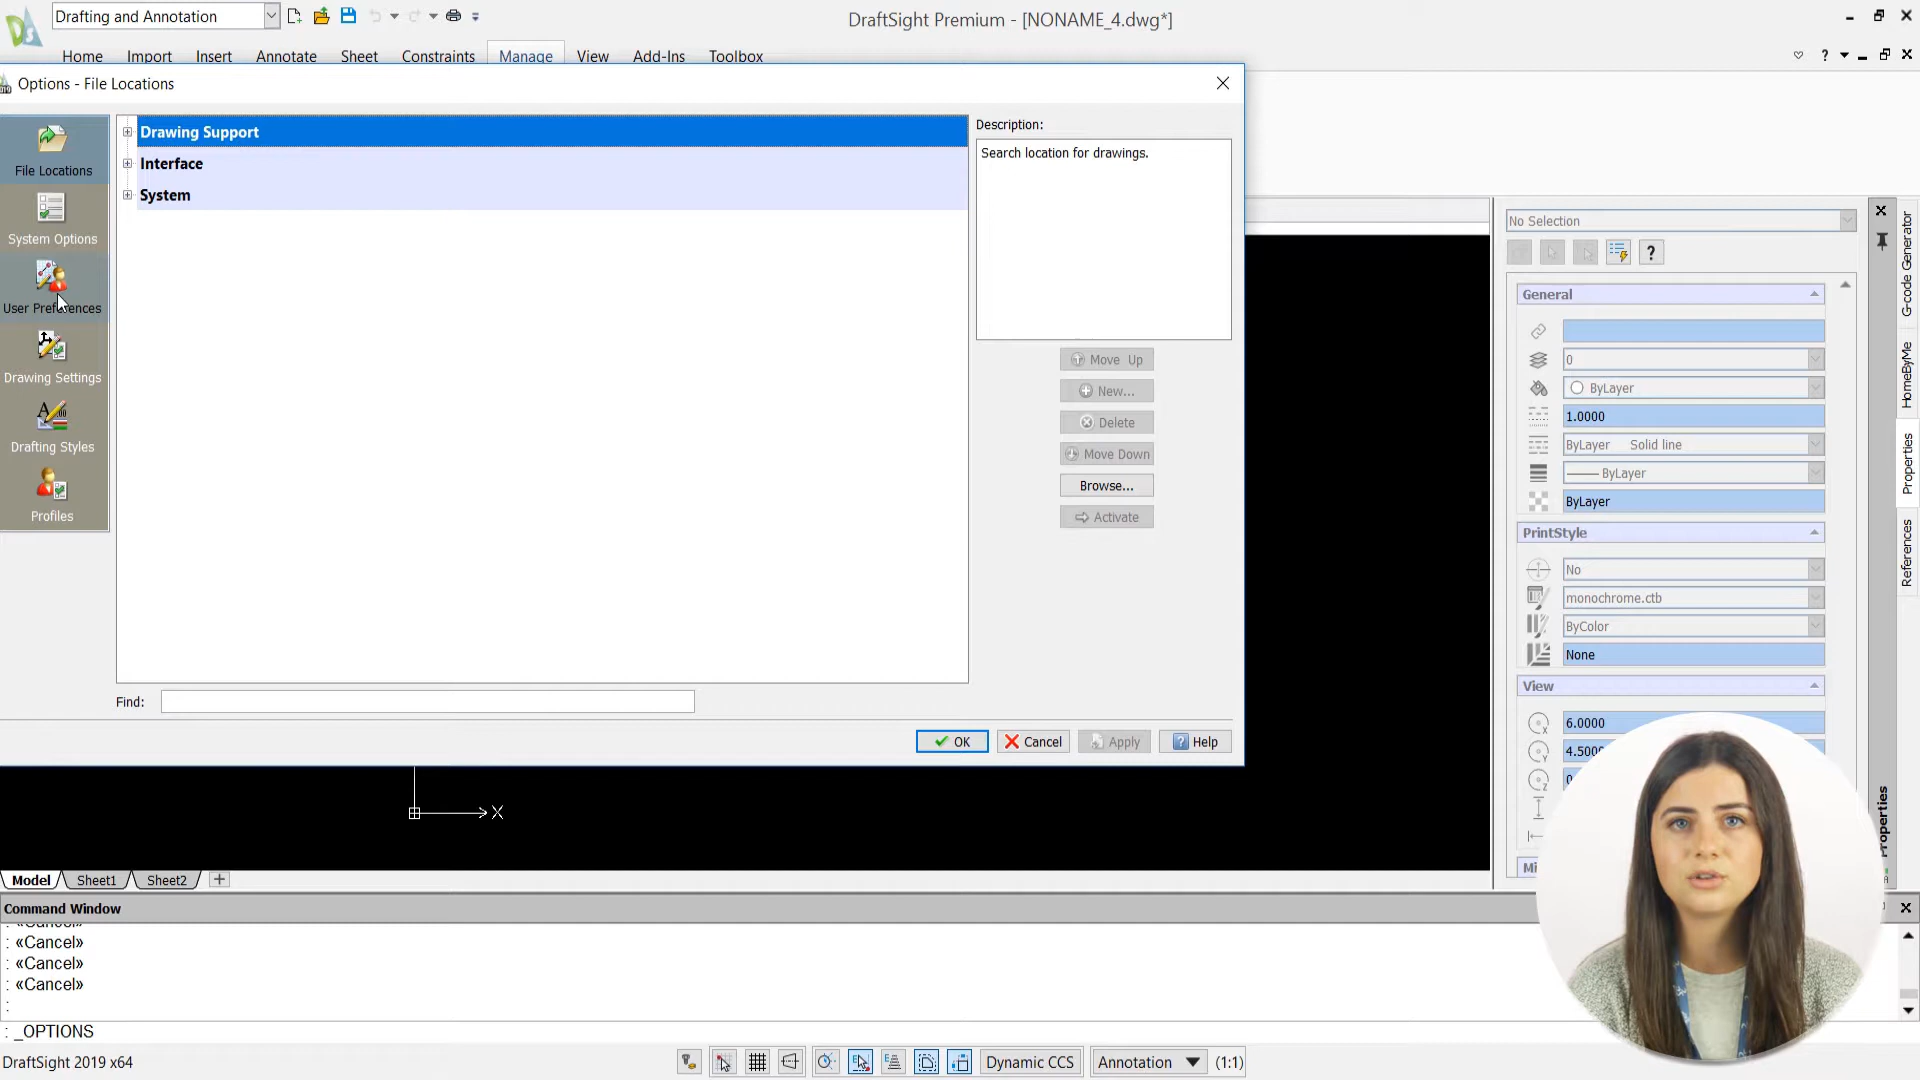 Drafting and Annotation
DraftSight Premium - [NONAME_4.dwg*]
Home Import Insert Annotate Sheet Constraints Manage View Add-Ins Toolbox
Options - File Locations
File Locations
System Options
User Preferences
Drawing Settings
Drafting Styles
Profiles
Drawing Support
Interface
System
Description:
Search location for drawings.
Move Up
New...
Delete
Move Down
Browse...
Activate
Find:
OK Cancel Apply Help
No Selection
General
0
ByLayer
1.0000
ByLayer Solid line
ByLayer
ByLayer
PrintStyle
No
monochrome.ctb
ByColor
None
View
6.0000
G-code Generator
HomeByMe
Properties
References
X
Model Sheet1 Sheet2
Command Window
: «Cancel»
: «Cancel»
: «Cancel»
: «Cancel»
:
: _OPTIONS
DraftSight 2019 x64
Dynamic CCS Annotation (1:1)